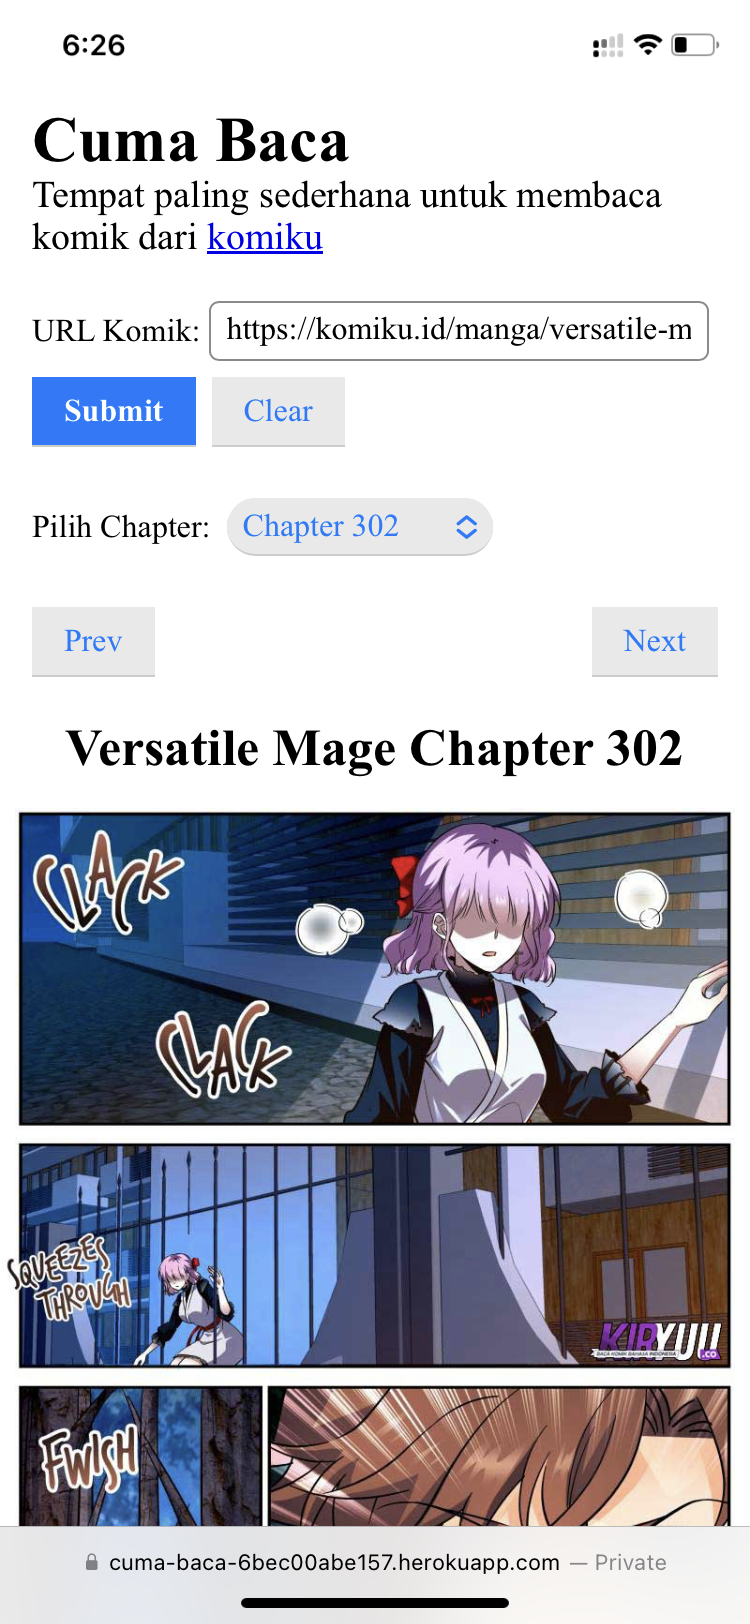 6:26
Cuma Baca
Tempat paling sederhana untuk membaca
komik dari komiku
URL Komik: https://komiku.id/manga/versatile-m
Submit Clear
Pilih Chapter: Chapter 302
Prev Next
Versatile Mage Chapter 302
CLACK
CLACK
SQUEEZES
THROUGH
KIRYUU
BACA KOMIK BAHASA INDONESIA .CO
FWISH
cuma-baca-6bec00abe157.herokuapp.com — Private